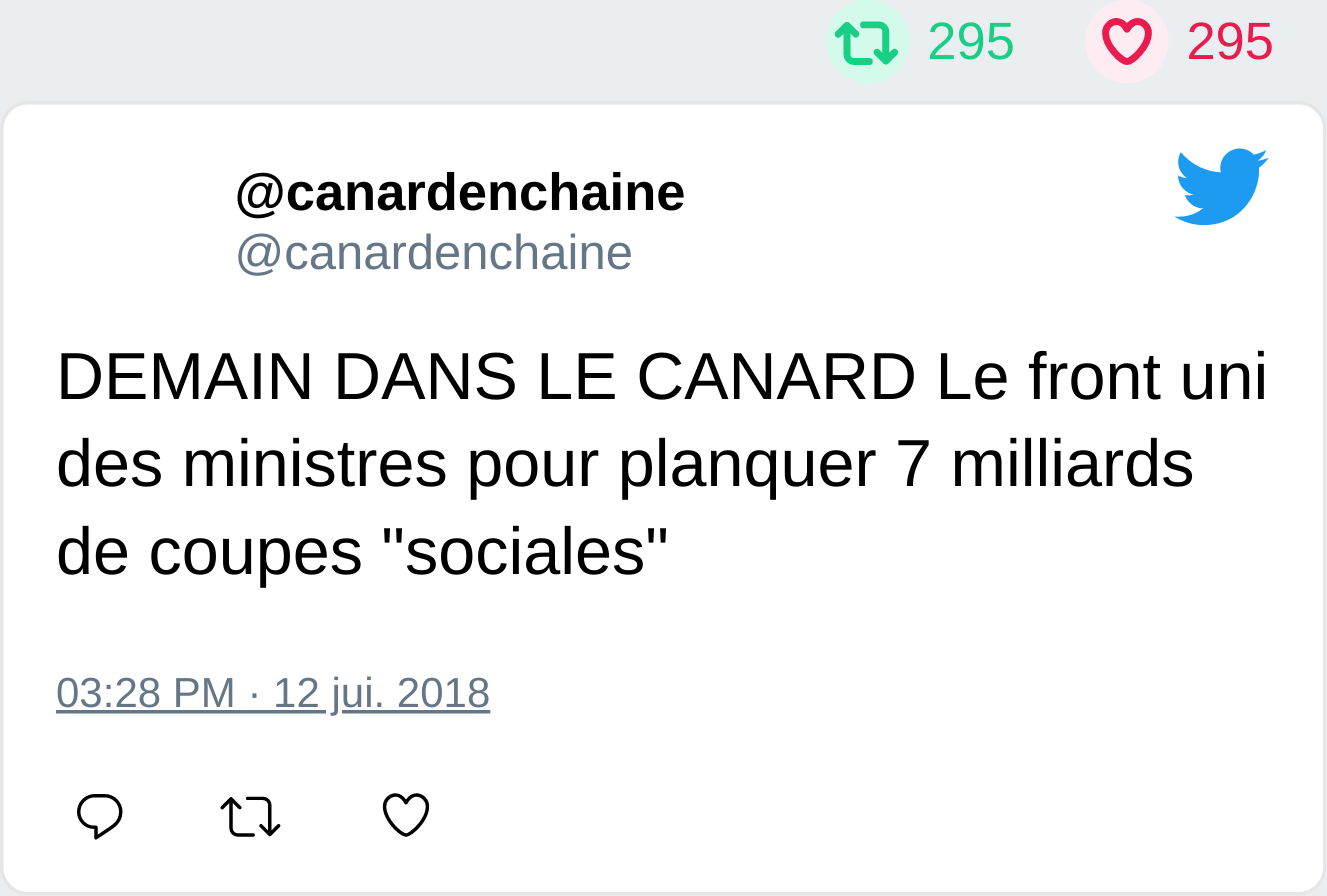 295 295
@canardenchaine
@canardenchaine
DEMAIN DANS LE CANARD Le front uni
des ministres pour planquer 7 milliards
de coupes "sociales"
03:28 PM · 12 jui. 2018